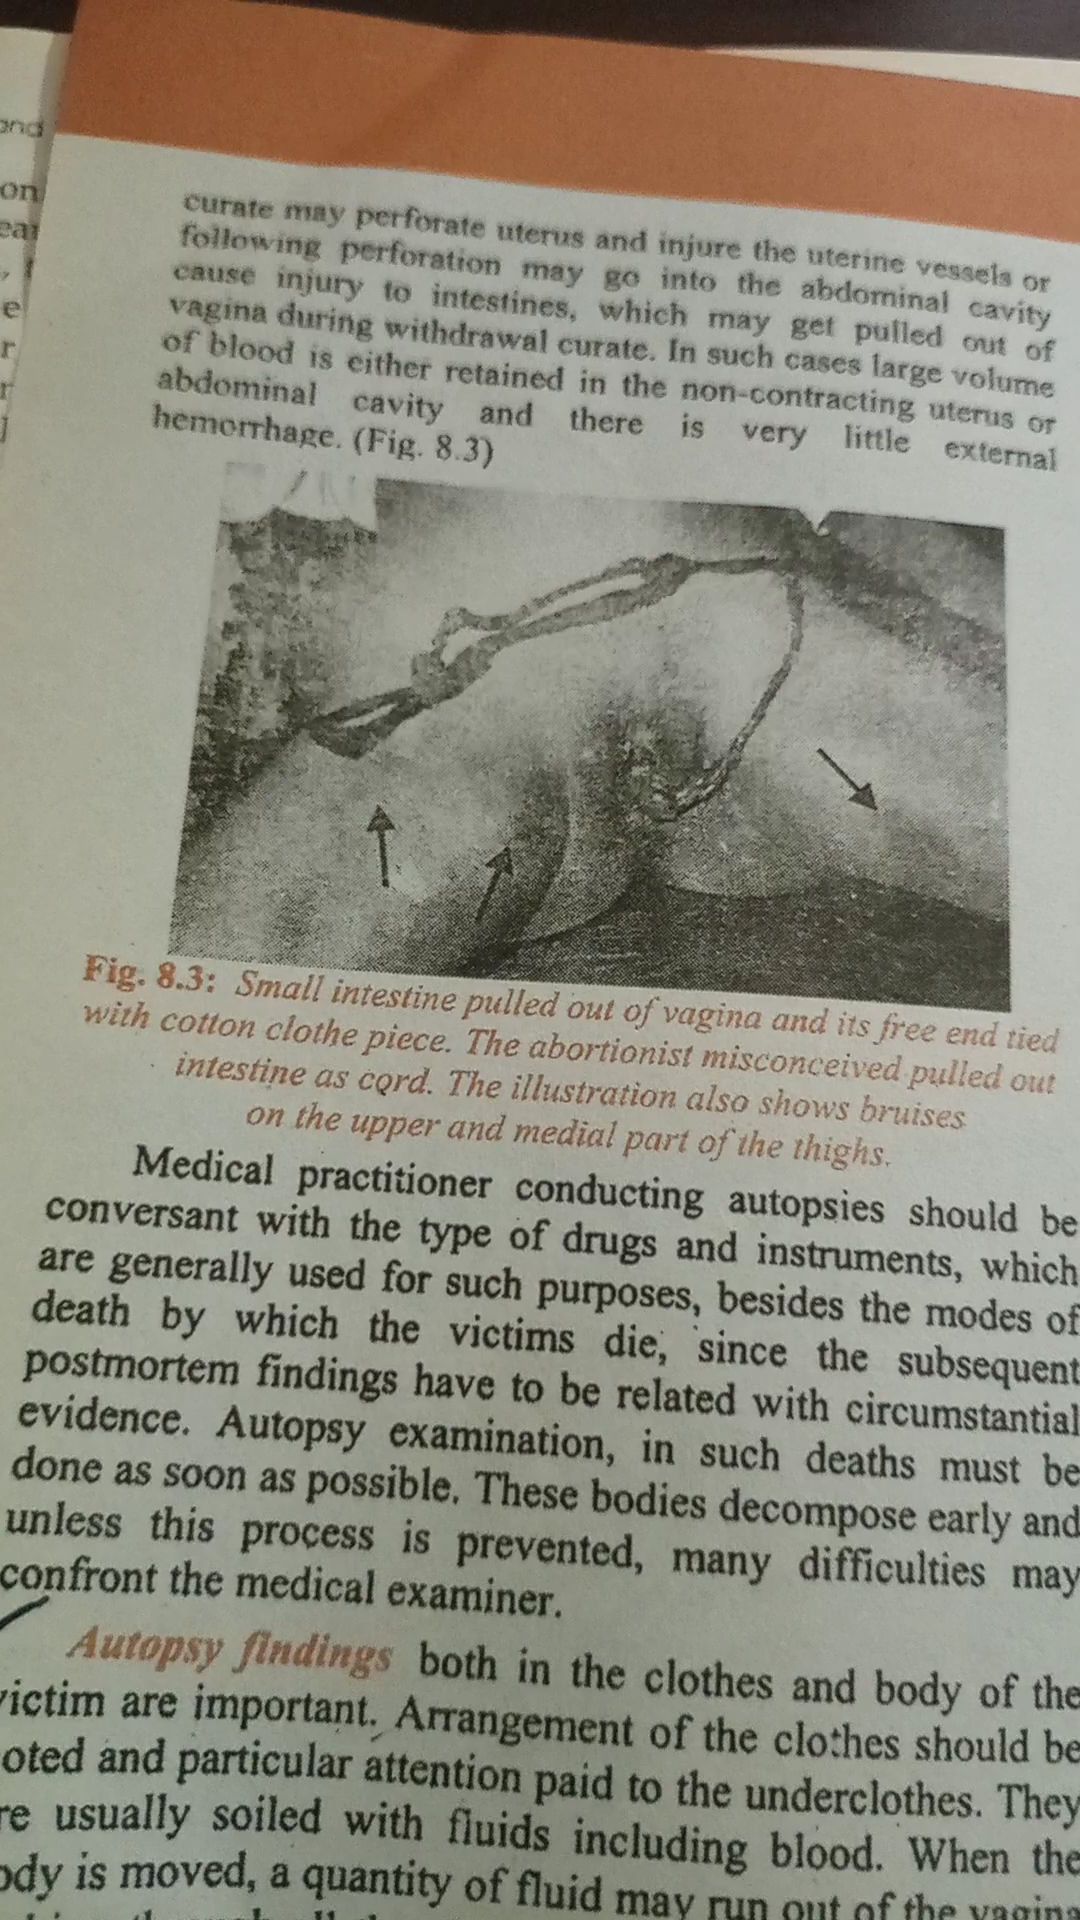 and
on
e
r
r
curate may perforate uterus and injure the uterine vessels or
following perforation may go into the abdominal cavity
cause injury to intestines, which may get pulled out of
vagina during withdrawal curate. In such cases large volume
of blood is either retained in the non-contracting uterus or
abdominal cavity and there is very little external
hemorrhage. (Fig. 8.3)
Fig. 8.3: Small intestine pulled out of vagina and its free end tied
with cotton clothe piece. The abortionist misconceived pulled out
intestine as cord. The illustration also shows bruises
on the upper and medial part of the thighs.
Medical practitioner conducting autopsies should be
conversant with the type of drugs and instruments, which
are generally used for such purposes, besides the modes of
death by which the victims die, since the subsequent
postmortem findings have to be related with circumstantial
evidence. Autopsy examination, in such deaths must be
done as soon as possible. These bodies decompose early and
unless this process is prevented, many difficulties may
confront the medical examiner.
Autopsy findings both in the clothes and body of the
victim are important. Arrangement of the clothes should be
oted and particular attention paid to the underclothes. They
re usually soiled with fluids including blood. When the
ody is moved, a quantity of fluid may run out of the vagina